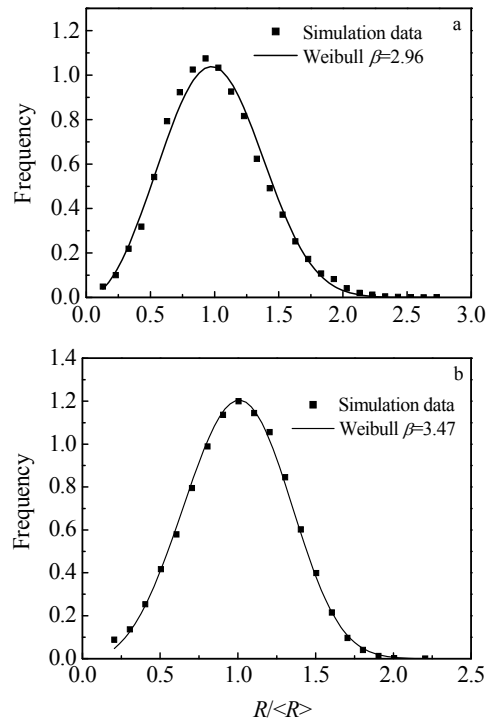 a
Simulation data
Weibull β=2.96
Frequency
1.2
1.0
0.8
0.6
0.4
0.2
0.0
0.0 0.5 1.0 1.5 2.0 2.5 3.0
b
Simulation data
Weibull β=3.47
Frequency
1.4
1.2
1.0
0.8
0.6
0.4
0.2
0.0
0.0 0.5 1.0 1.5 2.0 2.5
R/<R>